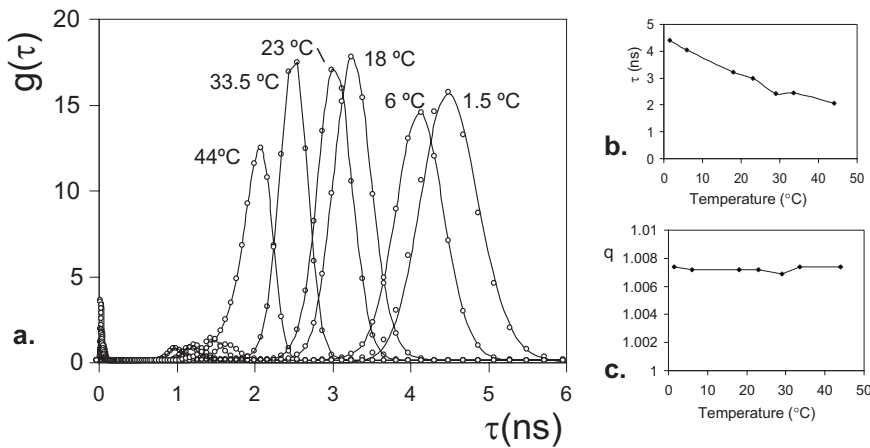 20
15
10
5
0
g(τ)
44ºC
33.5 ºC
23 ºC
18 ºC
6 ºC
1.5 ºC
a.
0 1 2 3 4 5 6
τ(ns)
5
4
3
2
1
0
τ (ns)
0 10 20 30 40 50
Temperature (°C)
b.
1.01
1.008
1.006
1.004
1.002
1
q
0 10 20 30 40 50
Temperature (°C)
c.